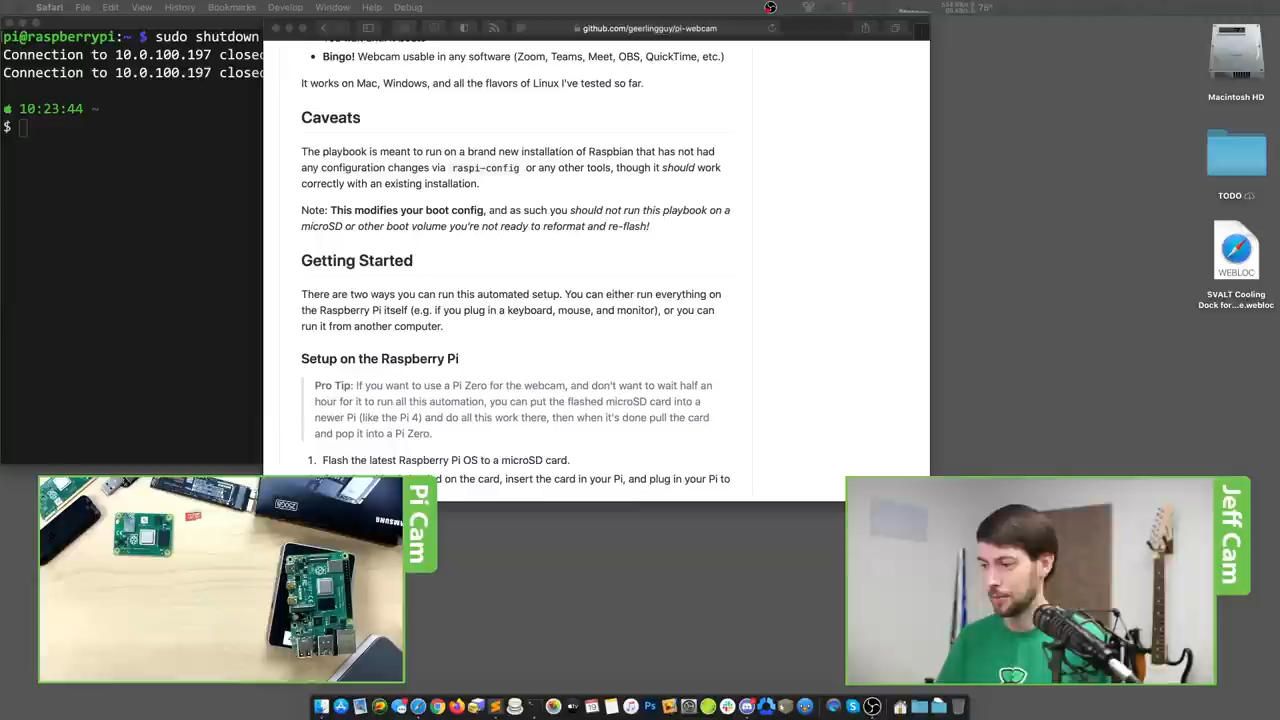 Safari File Edit View History Bookmarks Develop Window Help Debug
75°
pi@raspberrypi:~ $ sudo shutdown
Connection to 10.0.100.197 closed
Connection to 10.0.100.197 closed
10:23:44 ~
$
github.com/geerlingguy/pi-webcam
• Bingo! Webcam usable in any software (Zoom, Teams, Meet, OBS, QuickTime, etc.)
It works on Mac, Windows, and all the flavors of Linux I've tested so far.
Caveats
The playbook is meant to run on a brand new installation of Raspbian that has not had
any configuration changes via raspi-config or any other tools, though it should work
correctly with an existing installation.
Note: This modifies your boot config, and as such you should not run this playbook on a
microSD or other boot volume you're not ready to reformat and re-flash!
Getting Started
There are two ways you can run this automated setup. You can either run everything on
the Raspberry Pi itself (e.g. if you plug in a keyboard, mouse, and monitor), or you can
run it from another computer.
Setup on the Raspberry Pi
Pro Tip: If you want to use a Pi Zero for the webcam, and don't want to wait half an
hour for it to run all this automation, you can put the flashed microSD card into a
newer Pi (like the Pi 4) and do all this work there, then when it's done pull the card
and pop it into a Pi Zero.
1. Flash the latest Raspberry Pi OS to a microSD card.
on the card, insert the card in your Pi, and plug in your Pi to
Macintosh HD
TODO
WEBLOC
SVALT Cooling
Dock for...e.webloc
Pi Cam
SAMSUNG
250GB
Jeff Cam
19